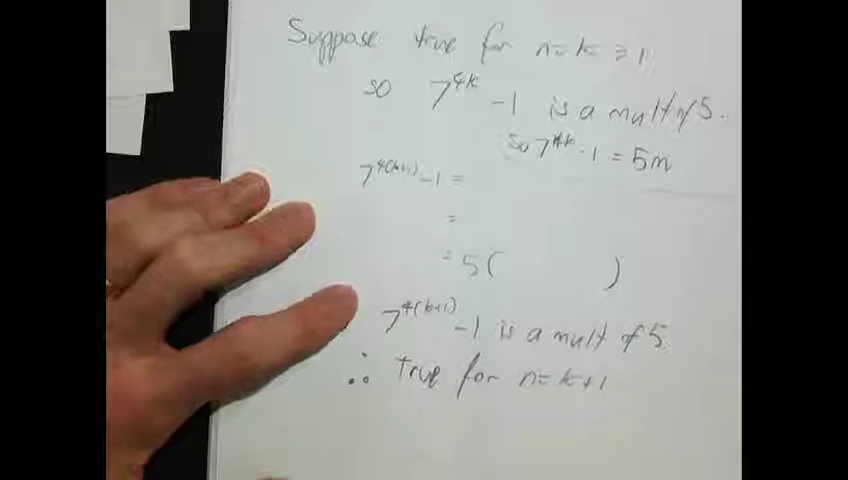 Suppose true for n = k ≥ 1
so 7^{4k} - 1 is a mult of 5.
so 7^{4k} - 1 = 5m
7^{4(k+1)} - 1 =
=
= 5( )
7^{4(k+1)} - 1 is a mult of 5
∴ true for n = k+1